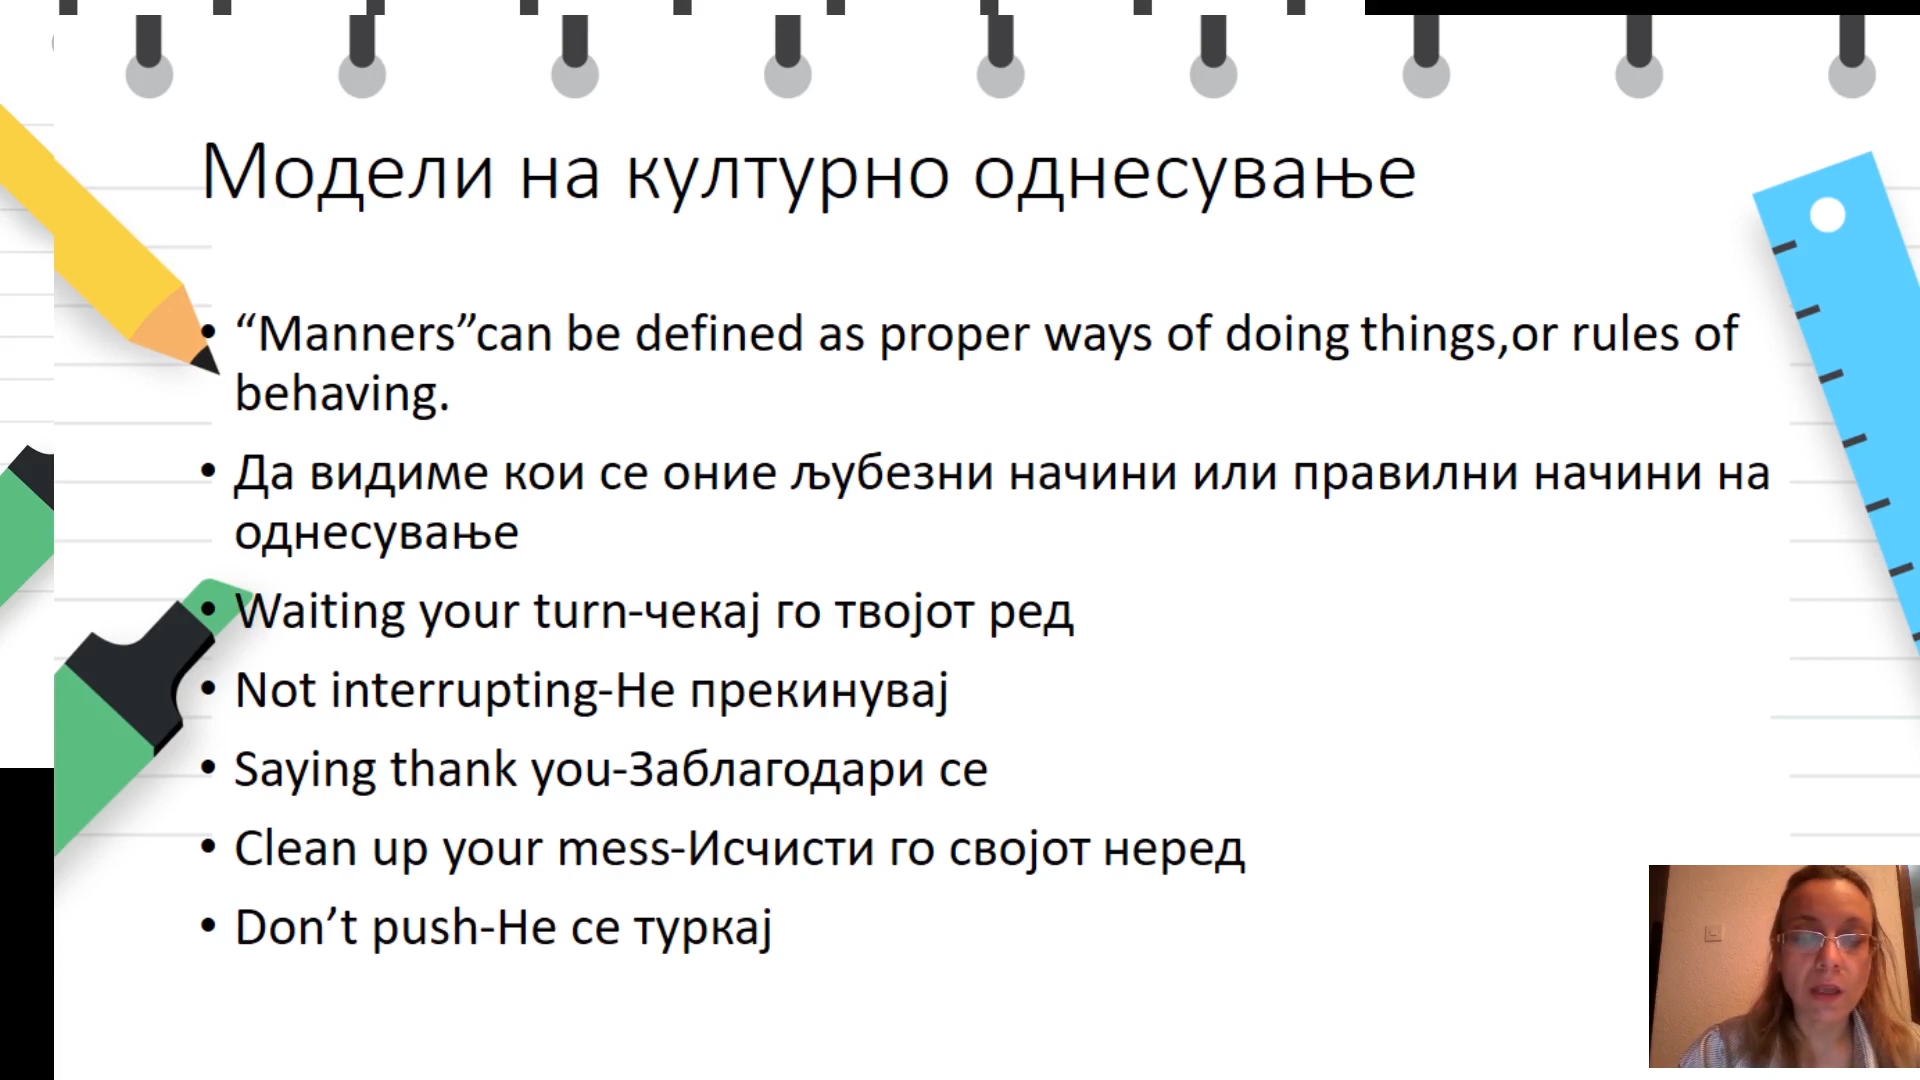 Модели на културно однесување
• “Manners”can be defined as proper ways of doing things,or rules of
behaving.
• Да видиме кои се оние љубезни начини или правилни начини на
однесување
• Waiting your turn-чекај го твојот ред
• Not interrupting-Не прекинувај
• Saying thank you-Заблагодари се
• Clean up your mess-Исчисти го својот неред
• Don’t push-Не се туркај